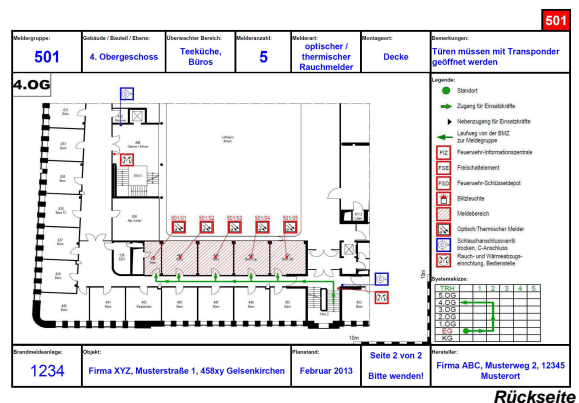 501
Meldergruppe:
501
Gebäude / Bauteil / Ebene:
4. Obergeschoss
Überwachter Bereich:
Teeküche,
Büros
Melderanzahl:
5
Melderart:
optischer /
thermischer
Rauchmelder
Montageort:
Decke
Bemerkungen:
Türen müssen mit Transponder
geöffnet werden
4.OG
501/01 501/02 501/03 501/04 501/05
10m
10m
Legende:
Standort
Zugang für Einsatzkräfte
Nebenzugang für Einsatzkräfte
Laufweg von der BMZ
zur Meldegruppe
FIZ Feuerwehr-Informationszentrale
FSE Freischaltelement
FSD Feuerwehr-Schlüsseldepot
Blitzleuchte
Meldebereich
Optisch/Thermischer Melder
Schlauchanschlussventil
trocken, C-Anschluss
Rauch- und Wärmeabzugs-
einrichtung, Bedienstelle
Systemskizze:
TRH 1 2 3 4 5
5.OG
4.OG
3.OG
2.OG
1.OG
EG
KG
Brandmeldeanlage:
1234
Objekt:
Firma XYZ, Musterstraße 1, 458xy Gelsenkirchen
Planstand:
Februar 2013
Seite 2 von 2
Bitte wenden!
Hersteller:
Firma ABC, Musterweg 2, 12345
Musterort
Rückseite